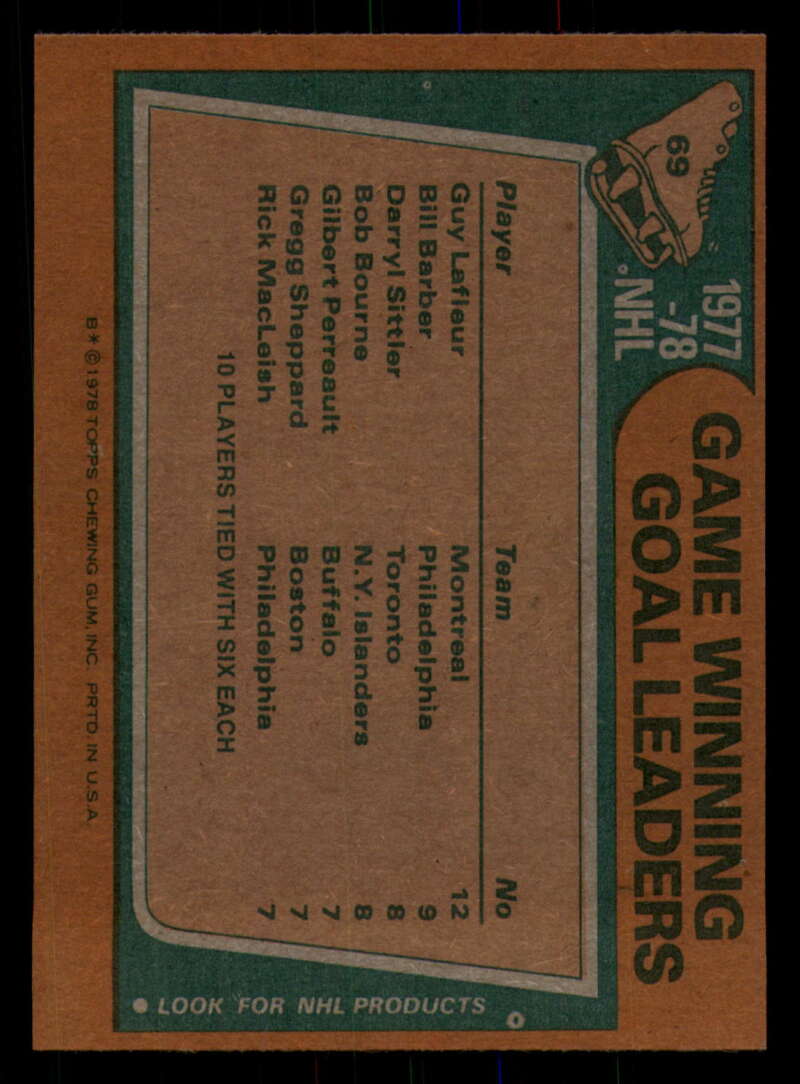 69
1977
-78
NHL
GAME WINNING
GOAL LEADERS
Player Team No
Guy Lafleur Montreal 12
Bill Barber Philadelphia 9
Darryl Sittler Toronto 8
Bob Bourne N.Y. Islanders 8
Gilbert Perreault Buffalo 7
Gregg Sheppard Boston 7
Rick MacLeish Philadelphia 7
10 PLAYERS TIED WITH SIX EACH
LOOK FOR NHL PRODUCTS
B* © 1978 TOPPS CHEWING GUM, INC. PRTD. IN U.S.A.